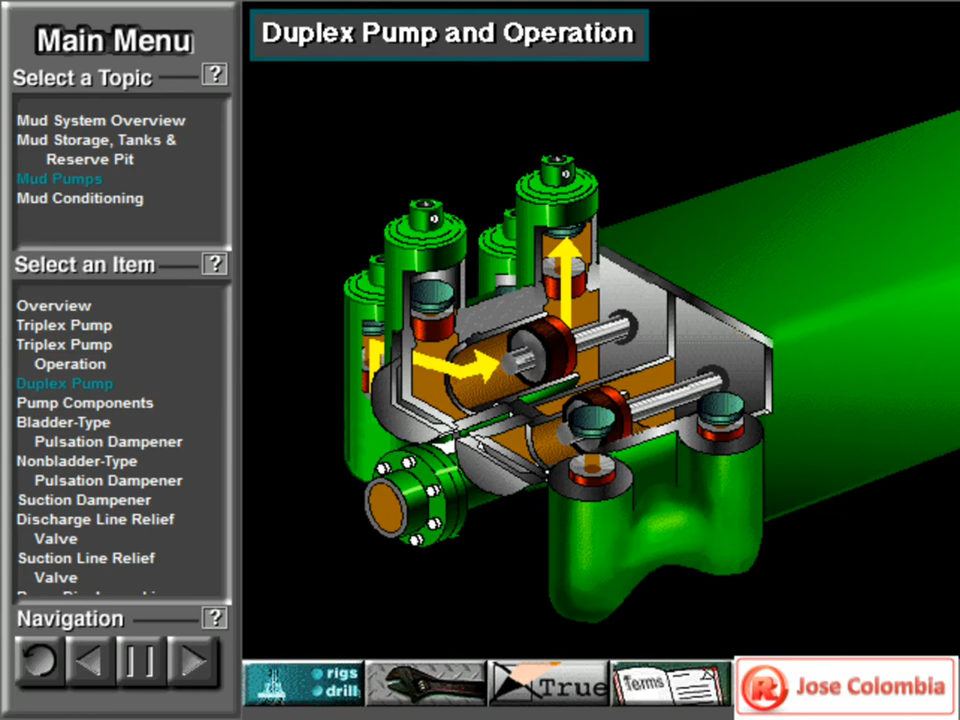 Main Menu
Select a Topic ?
Mud System Overview
Mud Storage, Tanks &
Reserve Pit
Mud Pumps
Mud Conditioning
Select an Item ?
Overview
Triplex Pump
Triplex Pump
Operation
Duplex Pump
Pump Components
Bladder-Type
Pulsation Dampener
Nonbladder-Type
Pulsation Dampener
Suction Dampener
Discharge Line Relief
Valve
Suction Line Relief
Valve
Navigation ?
Duplex Pump and Operation
rigs
drill
True
Terms
R Jose Colombia